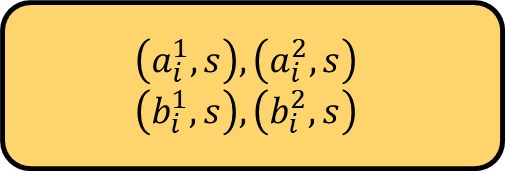 (a_i^1, s), (a_i^2, s)
(b_i^1, s), (b_i^2, s)